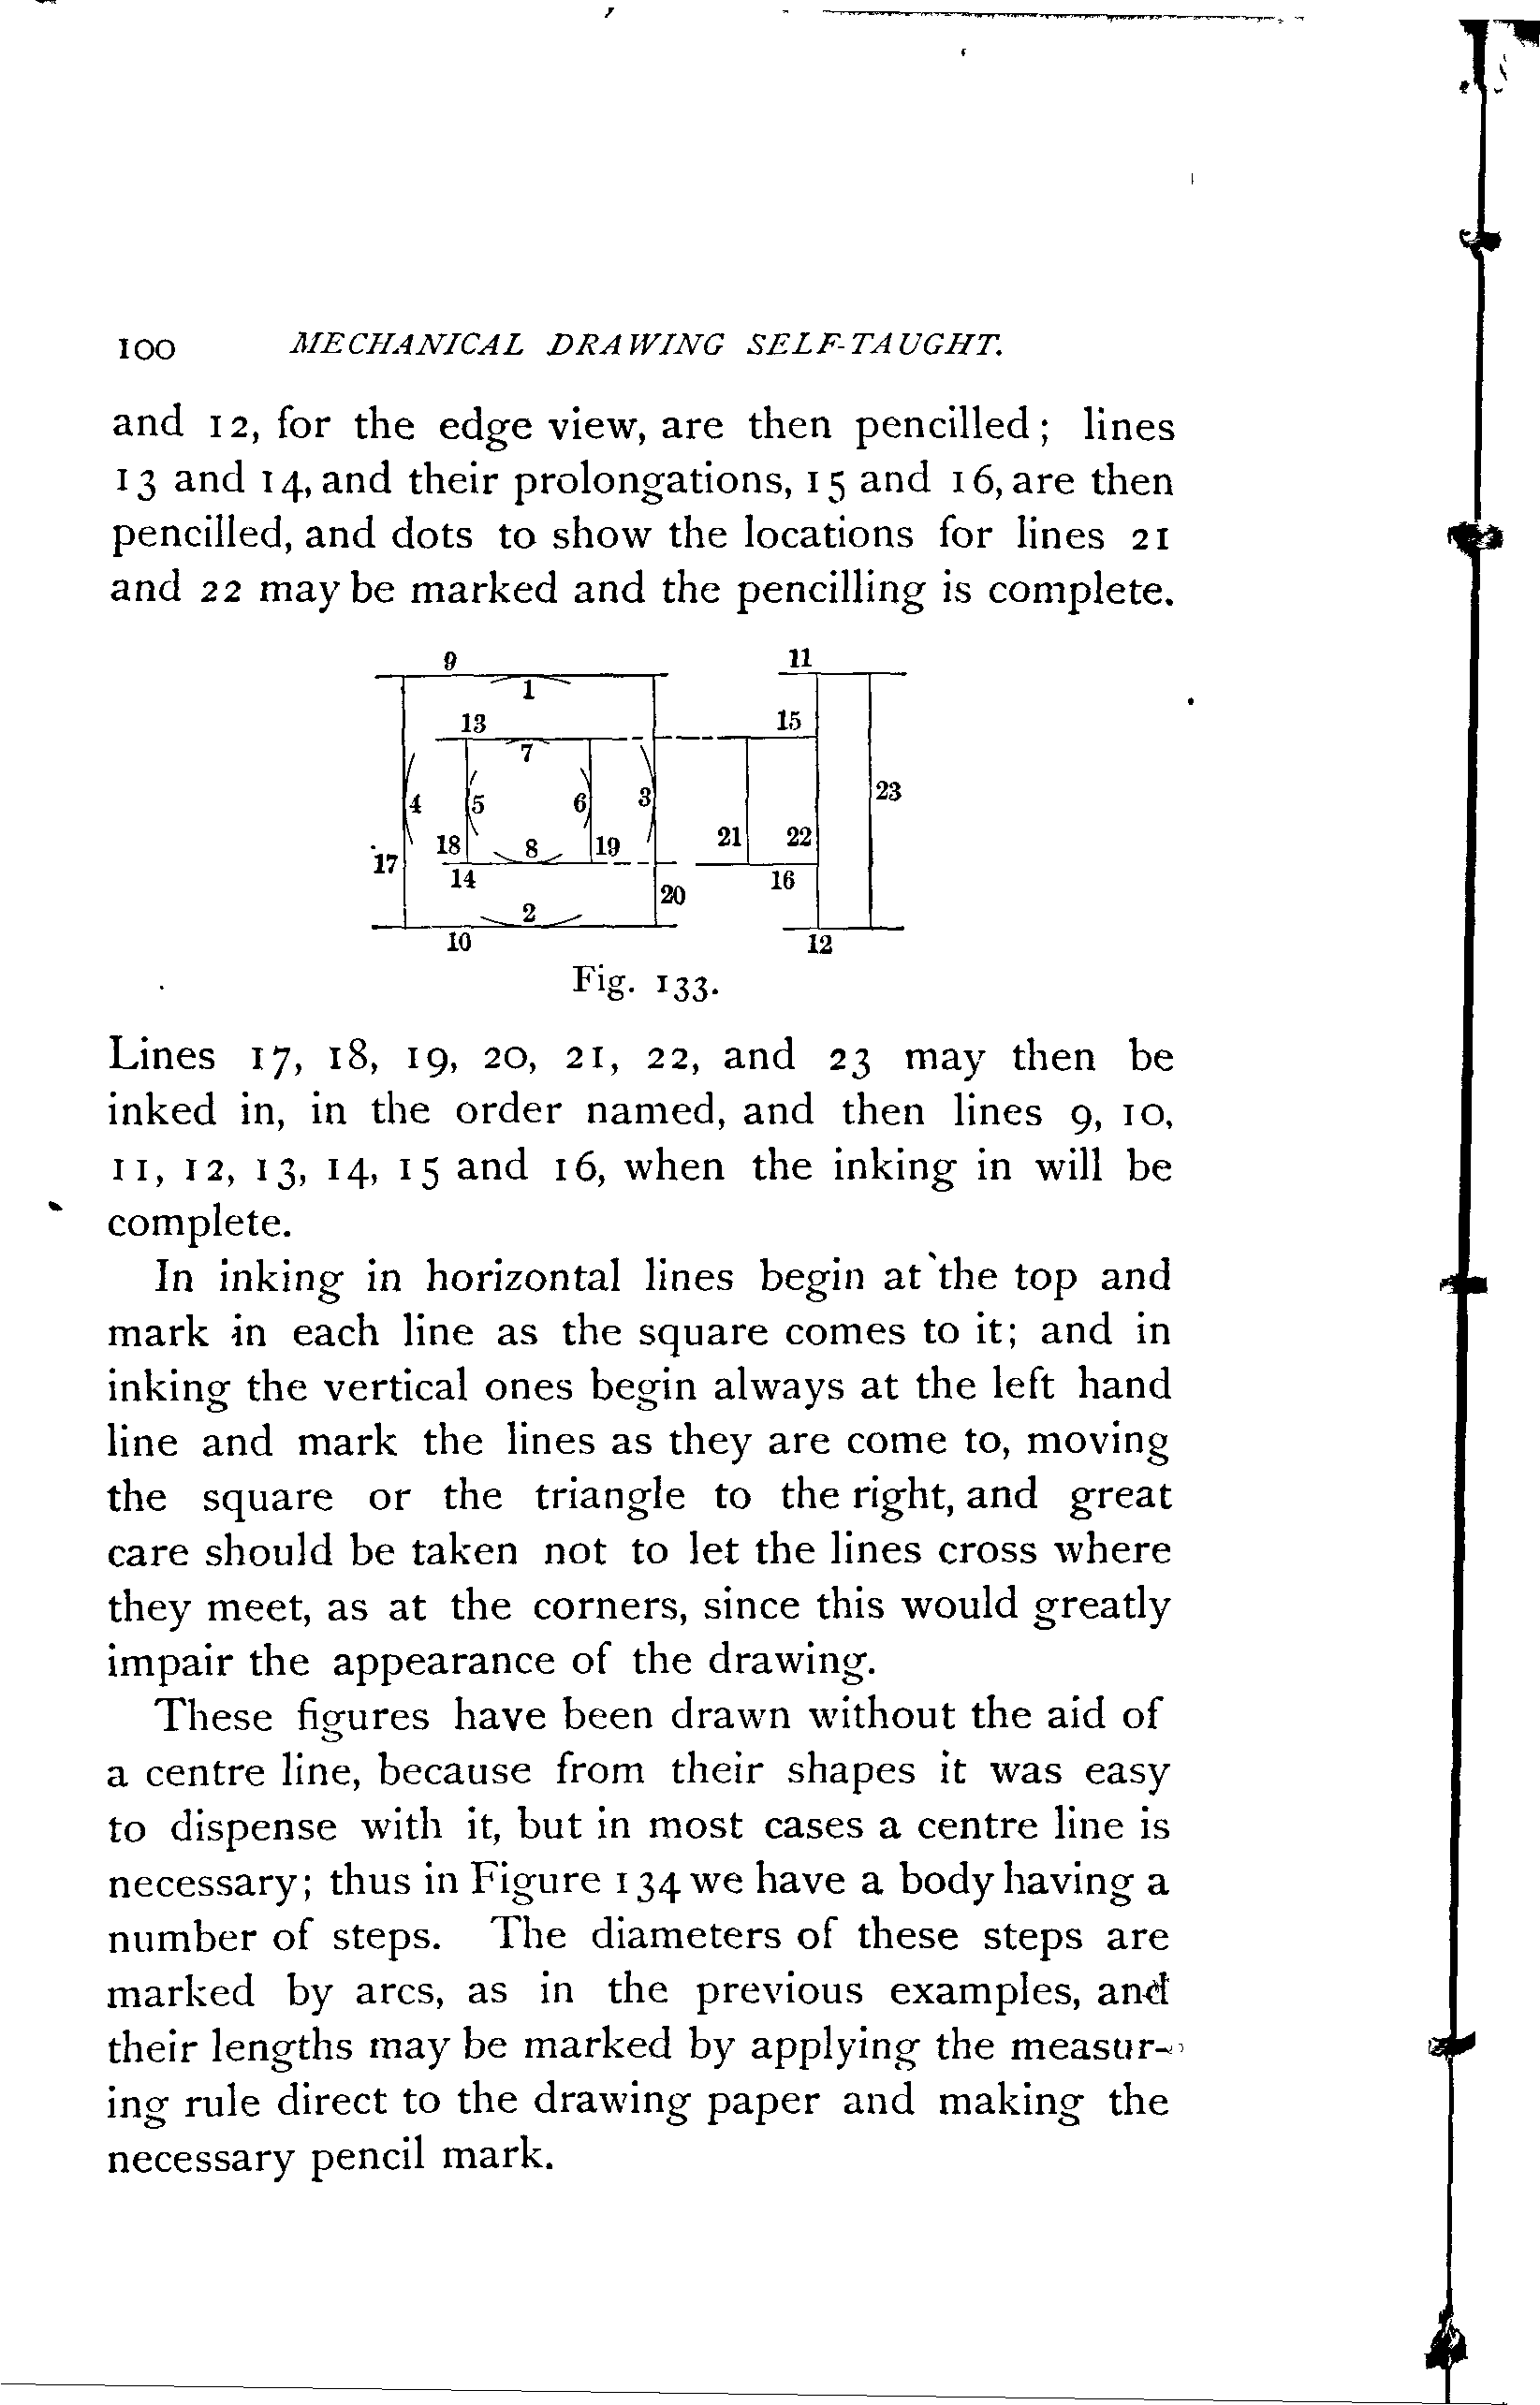 100 MECHANICAL DRAWING SELF-TAUGHT.
and 12, for the edge view, are then pencilled; lines
13 and 14, and their prolongations, 15 and 16, are then
pencilled, and dots to show the locations for lines 21
and 22 may be marked and the pencilling is complete.
9 11
1
13 15
7
4 5 6 3 23
18 8 19 21 22
17
14 20 16
2
10 12
Fig. 133.
Lines 17, 18, 19, 20, 21, 22, and 23 may then be
inked in, in the order named, and then lines 9, 10,
11, 12, 13, 14, 15 and 16, when the inking in will be
complete.
In inking in horizontal lines begin at the top and
mark in each line as the square comes to it; and in
inking the vertical ones begin always at the left hand
line and mark the lines as they are come to, moving
the square or the triangle to the right, and great
care should be taken not to let the lines cross where
they meet, as at the corners, since this would greatly
impair the appearance of the drawing.
These figures have been drawn without the aid of
a centre line, because from their shapes it was easy
to dispense with it, but in most cases a centre line is
necessary; thus in Figure 134 we have a body having a
number of steps. The diameters of these steps are
marked by arcs, as in the previous examples, and
their lengths may be marked by applying the measur-
ing rule direct to the drawing paper and making the
necessary pencil mark.